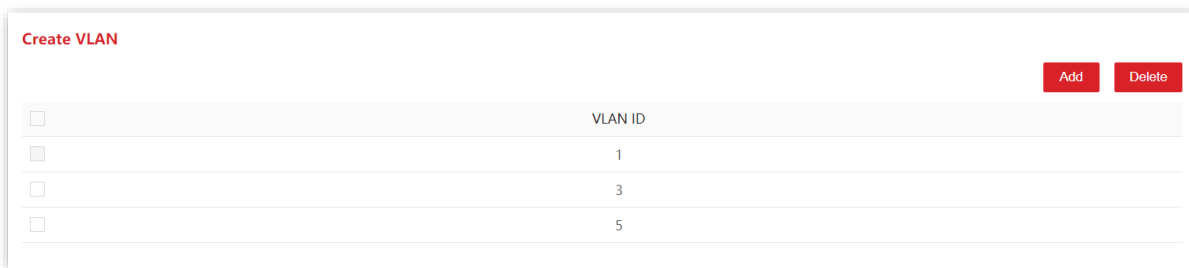 Create VLAN
Add Delete
VLAN ID
1
3
5